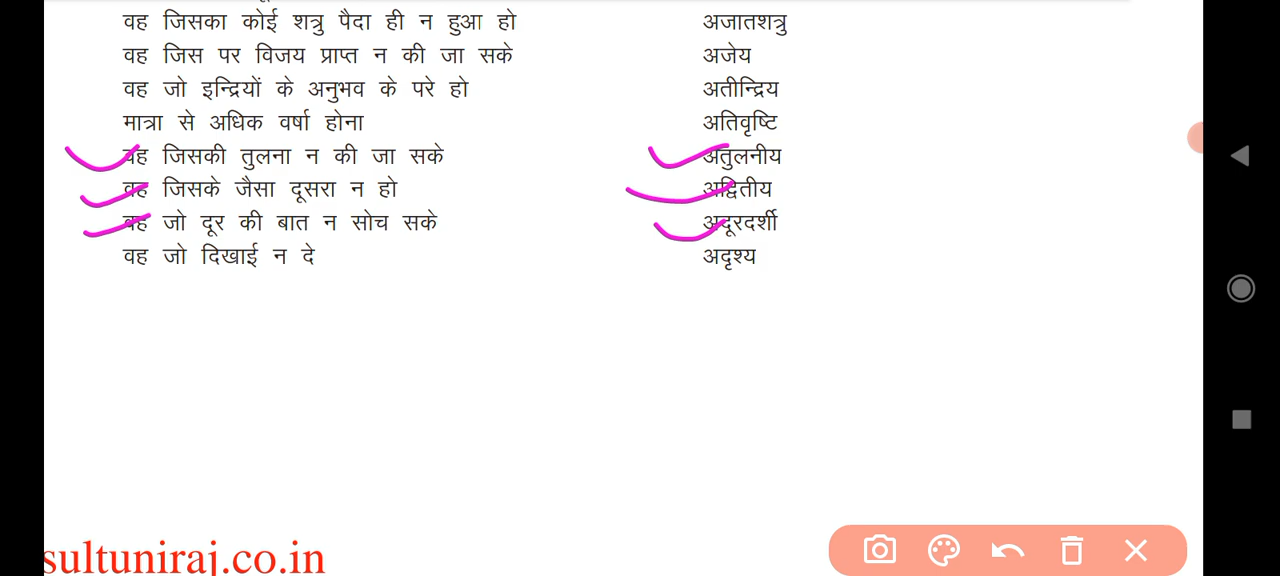 वह जिसका कोई शत्रु पैदा ही न हुआ हो अजातशत्रु
वह जिस पर विजय प्राप्त न की जा सके अजेय
वह जो इन्द्रियों के अनुभव के परे हो अतीन्द्रिय
मात्रा से अधिक वर्षा होना अतिवृष्टि
वह जिसकी तुलना न की जा सके अतुलनीय
वह जिसके जैसा दूसरा न हो अद्वितीय
वह जो दूर की बात न सोच सके अदूरदर्शी
वह जो दिखाई न दे अदृश्य
sultuniraj.co.in